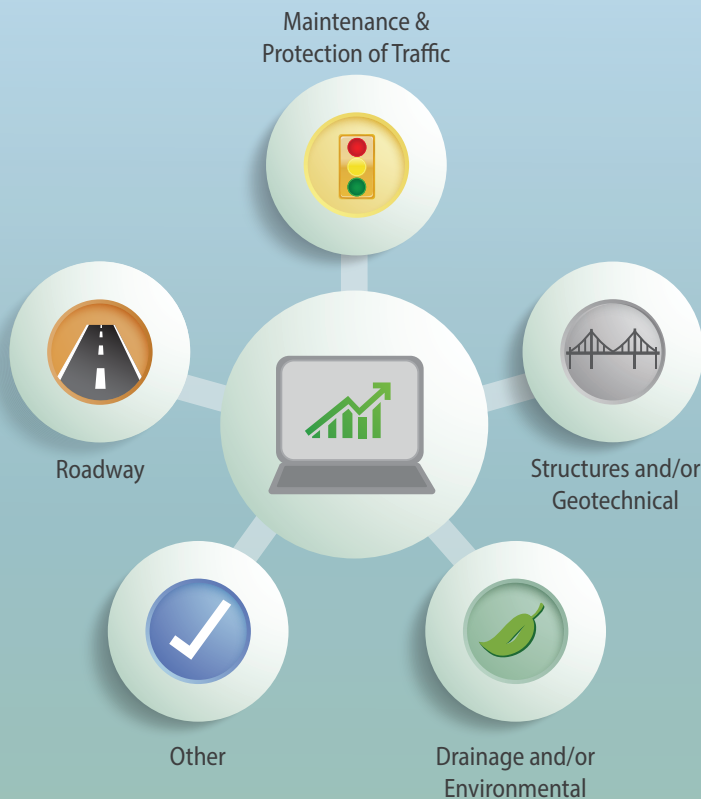 Maintenance &
Protection of Traffic
Roadway
Structures and/or
Geotechnical
Other
Drainage and/or
Environmental